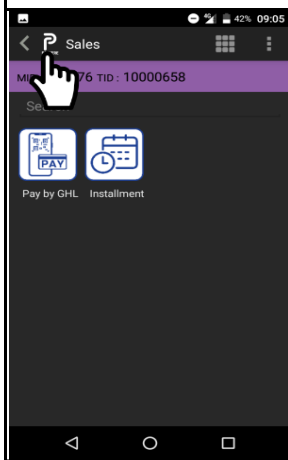 42% 09:05
Sales
76 TID: 10000658
PAY
Pay by GHL Installment